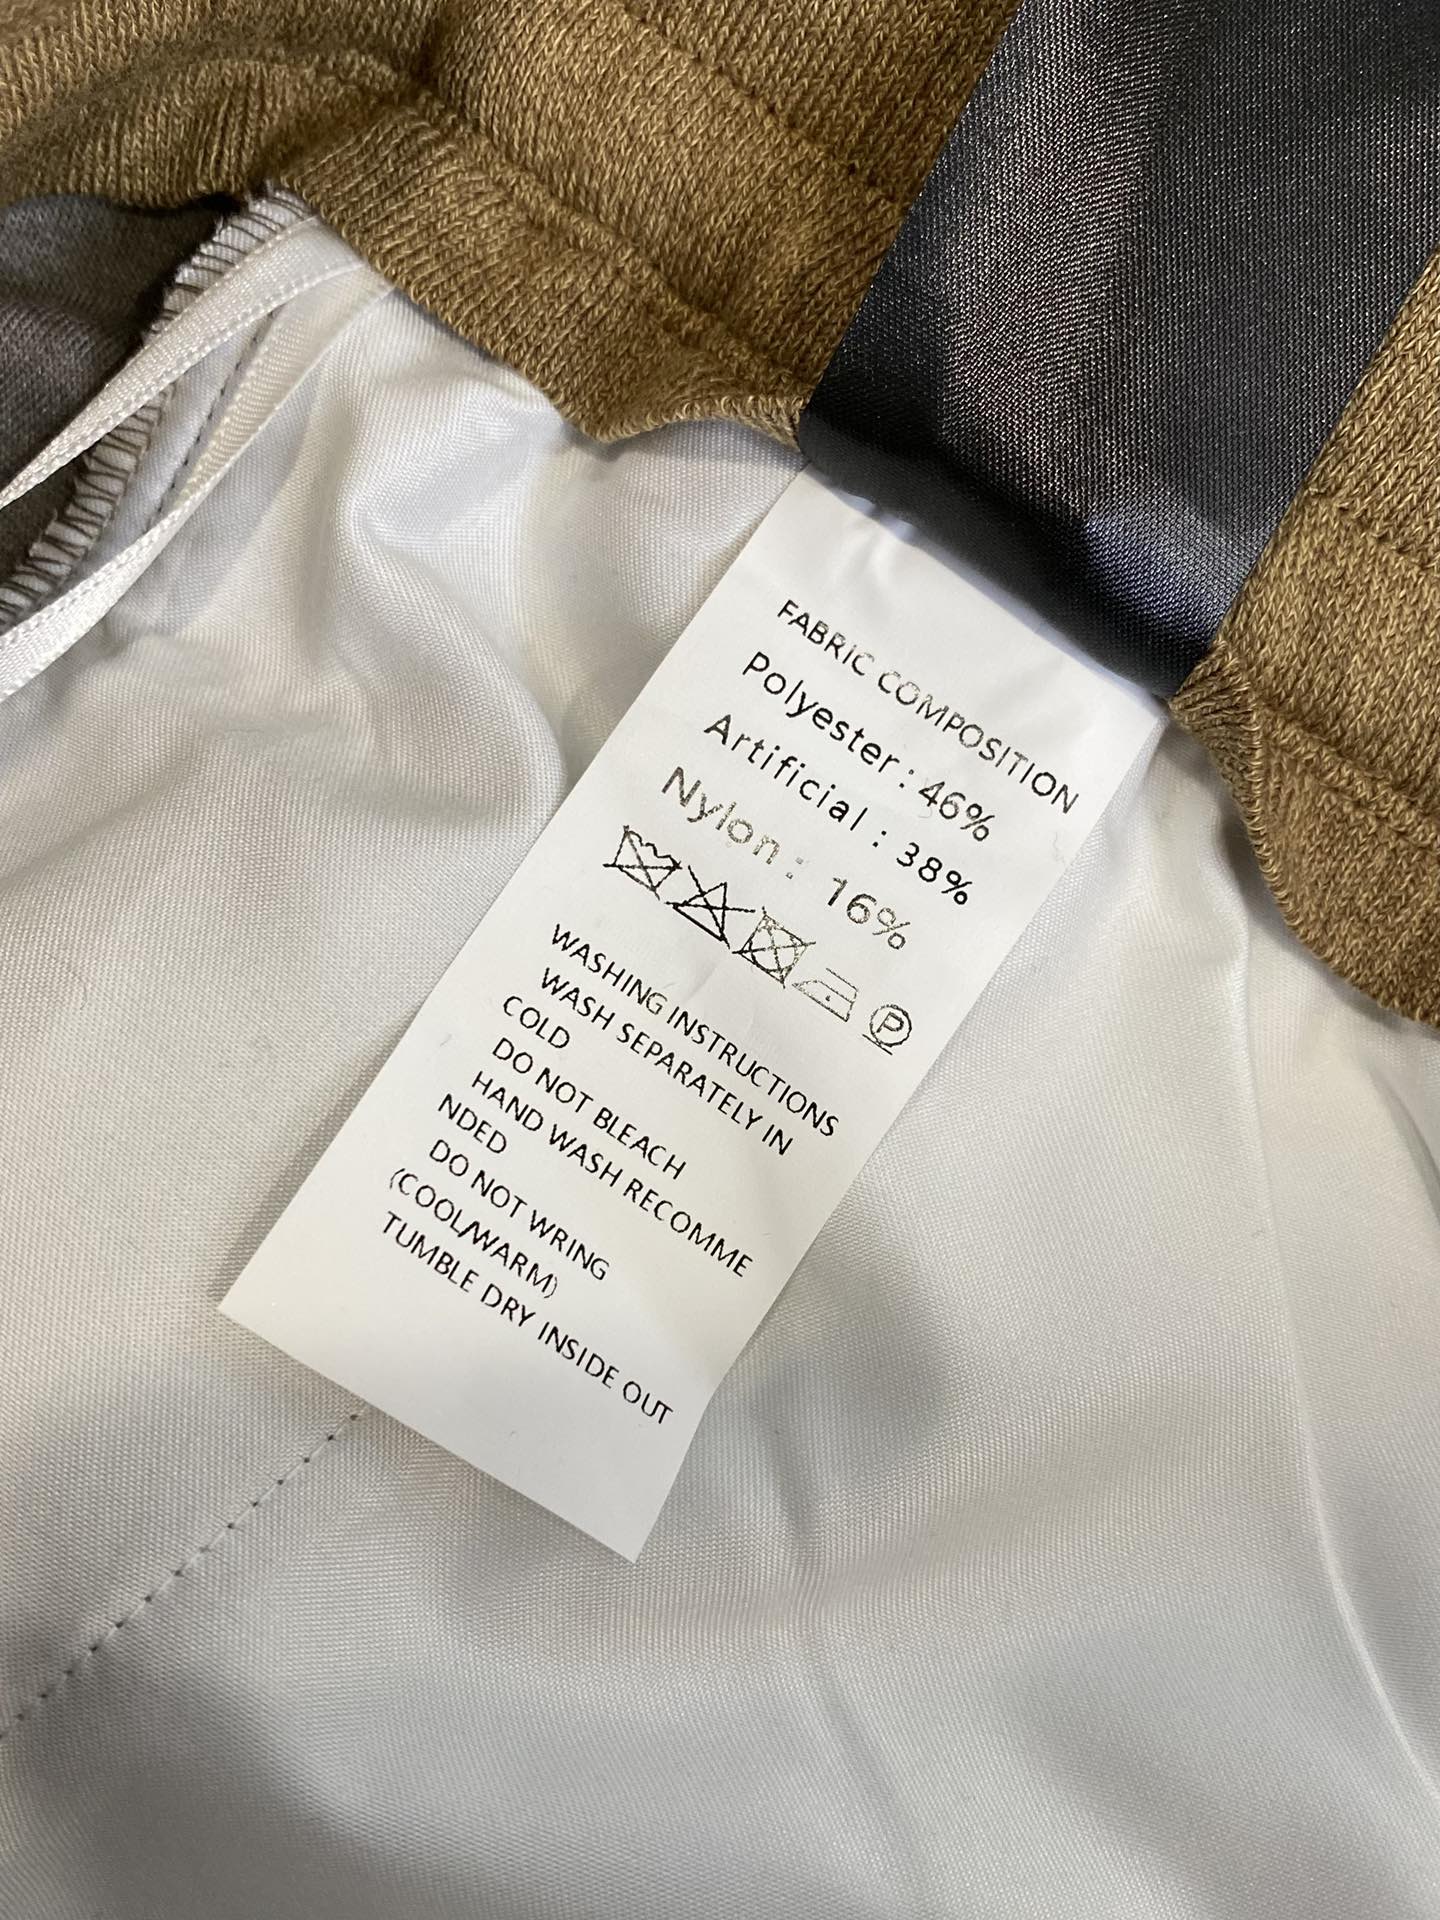 FABRIC COMPOSITION
Polyester: 46%
Artificial : 38%
Nylon: 16%
P
WASHING INSTRUCTIONS
WASH SEPARATELY IN
COLD
DO NOT BLEACH
HAND WASH RECOMME
NDED
DO NOT WRING
(COOL/WARM)
TUMBLE DRY INSIDE OUT